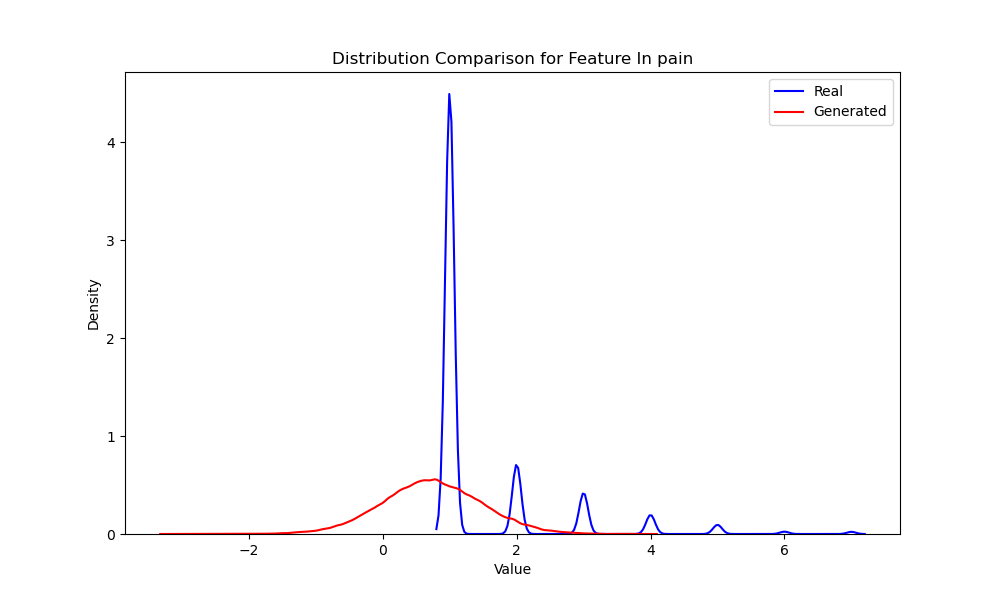 Distribution Comparison for Feature In pain
Real
Generated
Density
4
3
2
1
0
−2
0
2
4
6
Value